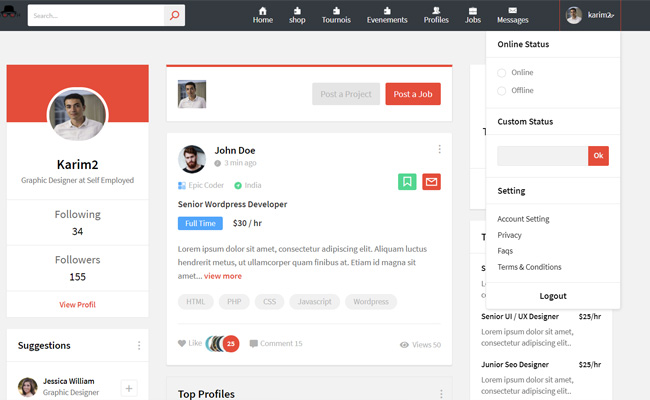 Search...
Home
shop
Tournois
Evenements
Profiles
Jobs
Messages
karim2
Karim2
Graphic Designer at Self Employed
Following
34
Followers
155
View Profil
Suggestions
Jessica William
Graphic Designer
Post a Project
Post a Job
John Doe
3 min ago
Epic Coder
India
Senior Wordpress Developer
Full Time
$30 / hr
Lorem ipsum dolor sit amet, consectetur adipiscing elit. Aliquam luctus
hendrerit metus, ut ullamcorper quam finibus at. Etiam id magna sit
amet... view more
HTML
PHP
CSS
Javascript
Wordpress
Like
25
Comment 15
Views 50
Top Profiles
Online Status
Online
Offline
Custom Status
Ok
Setting
Account Setting
Privacy
Faqs
Terms & Conditions
Logout
Senior UI / UX Designer
$25/hr
Lorem ipsum dolor sit amet,
consectetur adipiscing elit..
Junior Seo Designer
$25/hr
Lorem ipsum dolor sit amet,
consectetur adipiscing elit..